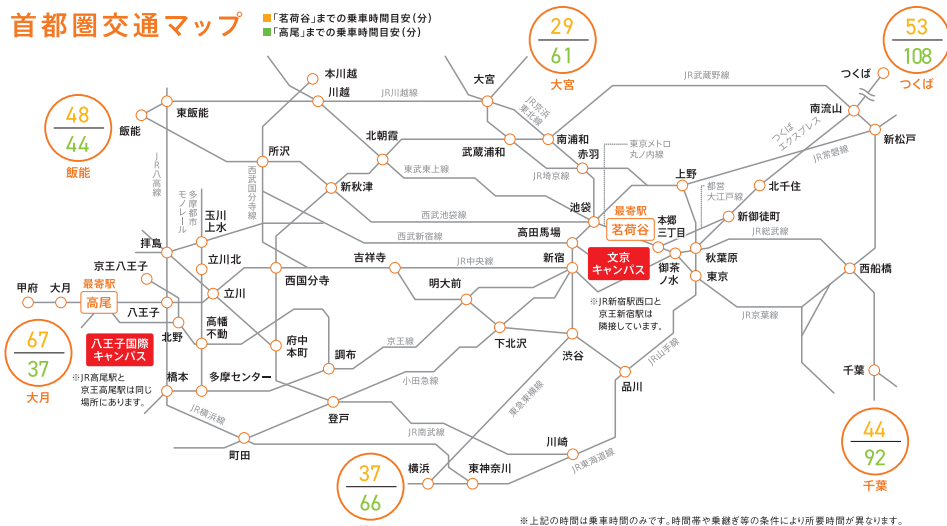 首都圏交通マップ
「茗荷谷」までの乗車時間目安(分)
「高尾」までの乗車時間目安(分)
29
61
大宮
53
108
つくば
48
44
飯能
67
37
大月
37
66
44
92
千葉
本川越
川越
JR川越線
大宮
JR京浜
東北線
JR武蔵野線
つくば
南流山
新松戸
つくば
エクスプレス
JR常磐線
飯能
東飯能
JR八高線
所沢
北朝霞
武蔵浦和
南浦和
赤羽
JR埼京線
東京メトロ
丸ノ内線
東武東上線
西武国分寺線
新秋津
西武池袋線
池袋
上野
都営
大江戸線
北千住
多摩都市
モノレール
玉川
上水
西武新宿線
高田馬場
最寄駅
茗荷谷
本郷
三丁目
新御徒町
JR総武線
拝島
立川北
京王八王子
吉祥寺
JR中央線
新宿
文京
キャンパス
御茶
ノ水
秋葉原
東京
西船橋
甲府
大月
最寄駅
高尾
八王子
立川
西国分寺
明大前
※JR新宿駅西口と
京王新宿駅は
隣接しています。
JR京葉線
北野
高幡
不動
府中
本町
調布
京王線
下北沢
渋谷
JR山手線
八王子国際
キャンパス
※JR高尾駅と
京王高尾駅は同じ
場所にあります。
橋本
多摩センター
小田急線
東急東横線
品川
千葉
JR横浜線
登戸
JR南武線
町田
川崎
横浜
東神奈川
JR東海道線
※上記の時間は乗車時間のみです。時間帯や乗継ぎ等の条件により所要時間が異なります。